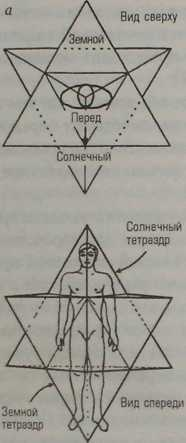 а
Вид сверху
Земной
Перед
Солнечный
Солнечный
тетраэдр
Земной
тетраэдр
Вид спереди